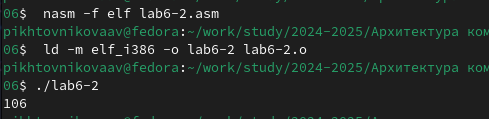 06$ nasm -f elf lab6-2.asm
pikhtovnikovaav@fedora:~/work/study/2024-2025/Архитектура ком
06$ ld -m elf_i386 -o lab6-2 lab6-2.o
pikhtovnikovaav@fedora:~/work/study/2024-2025/Архитектура ком
06$ ./lab6-2
106